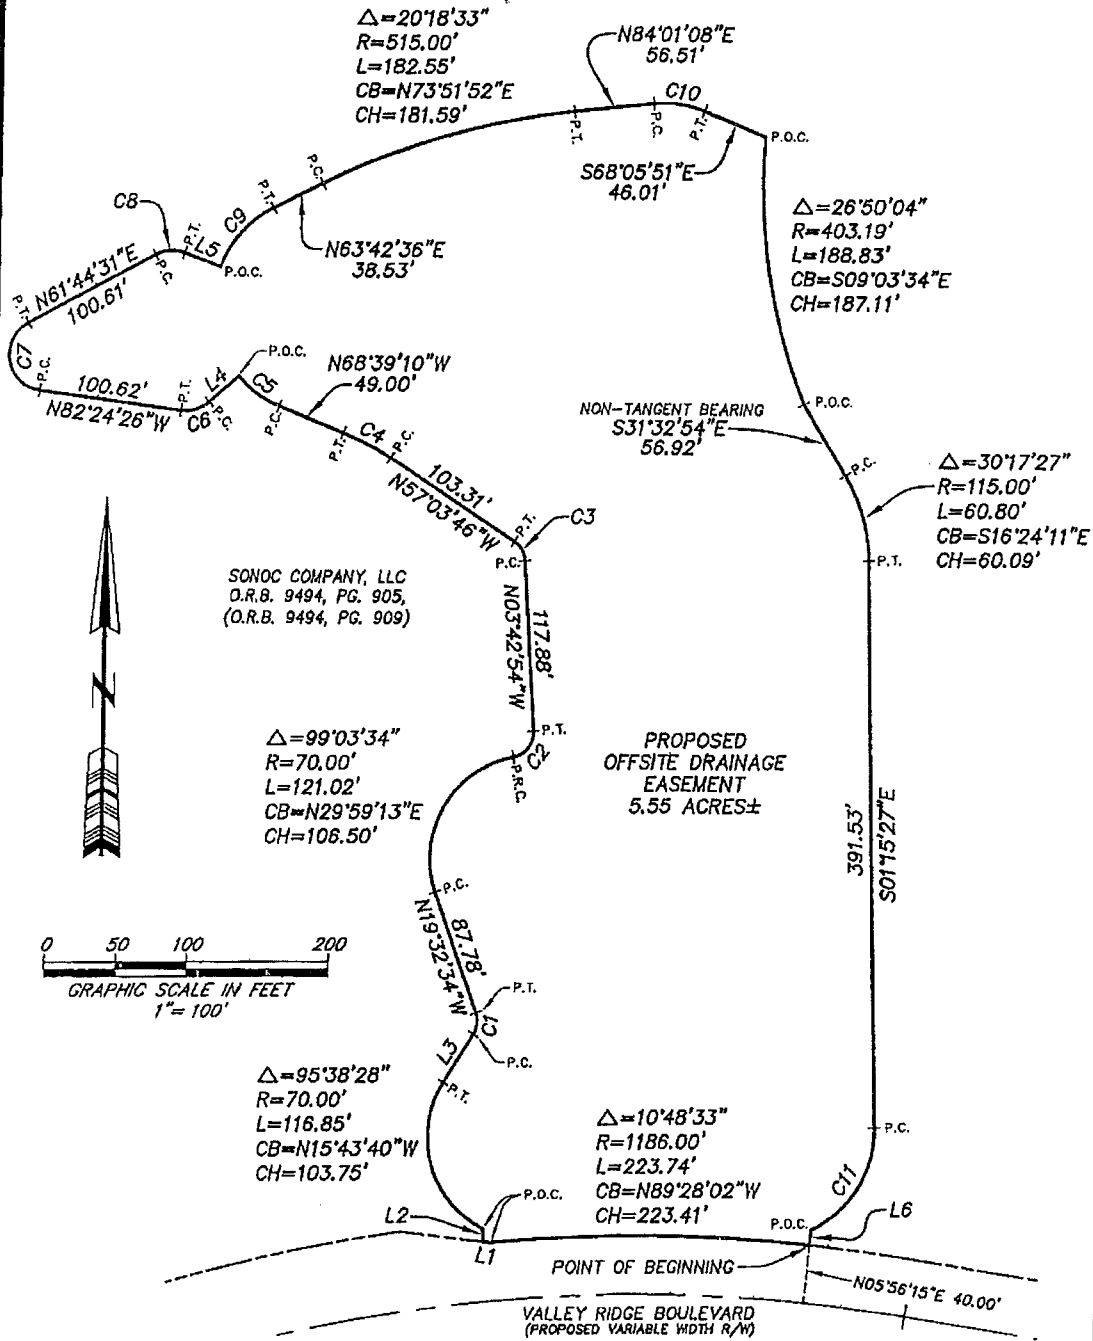 △=20°18'33"
R=515.00'
L=182.55'
CB=N73°51'52"E
CH=181.59'
N84°01'08"E
56.51'
C10
P.T.
P.C.
P.T.
P.O.C.
S68°05'51"E
46.01'
C8
P.T.
L5
C9
P.T.
P.C.
P.O.C.
N63°42'36"E
38.53'
△=26°50'04"
R=403.19'
L=188.83'
CB=S09°03'34"E
CH=187.11'
N61°44'31"E
100.61'
P.C.
P.T.
C7
P.C.
100.62'
N82°24'26"W
P.T.
C6
P.C.
L4
P.O.C.
C5
P.C.
N68°39'10"W
49.00'
P.T.
C4
P.C.
P.O.C.
NON-TANGENT BEARING
S31°32'54"E
56.92'
P.C.
△=30°17'27"
R=115.00'
L=60.80'
CB=S16°24'11"E
CH=60.09'
P.T.
103.31'
N57°03'46"W
P.T.
C3
P.C.
SONOC COMPANY, LLC
O.R.B. 9494, PG. 905,
(O.R.B. 9494, PG. 909)
N
117.88'
N03°42'54"W
P.T.
C2
P.R.C.
△=99°03'34"
R=70.00'
L=121.02'
CB=N29°59'13"E
CH=106.50'
PROPOSED
OFFSITE DRAINAGE
EASEMENT
5.55 ACRES±
391.53'
S01°15'27"E
P.C.
87.78'
N19°32'34"W
0 50 100 200
GRAPHIC SCALE IN FEET
1"= 100'
P.T.
C1
P.C.
L3
P.T.
△=95°38'28"
R=70.00'
L=116.85'
CB=N15°43'40"W
CH=103.75'
△=10°48'33"
R=1186.00'
L=223.74'
CB=N89°28'02"W
CH=223.41'
P.C.
C11
P.O.C.
P.O.C.
L6
L2
L1
POINT OF BEGINNING
N05°56'15"E 40.00'
VALLEY RIDGE BOULEVARD
(PROPOSED VARIABLE WIDTH R/W)